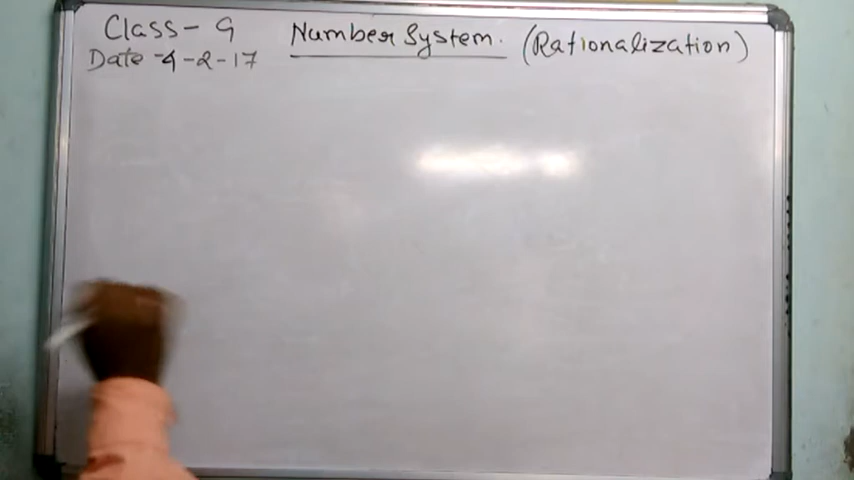 Class - 9 Number System. (Rationalization)
Date - 4-2-17